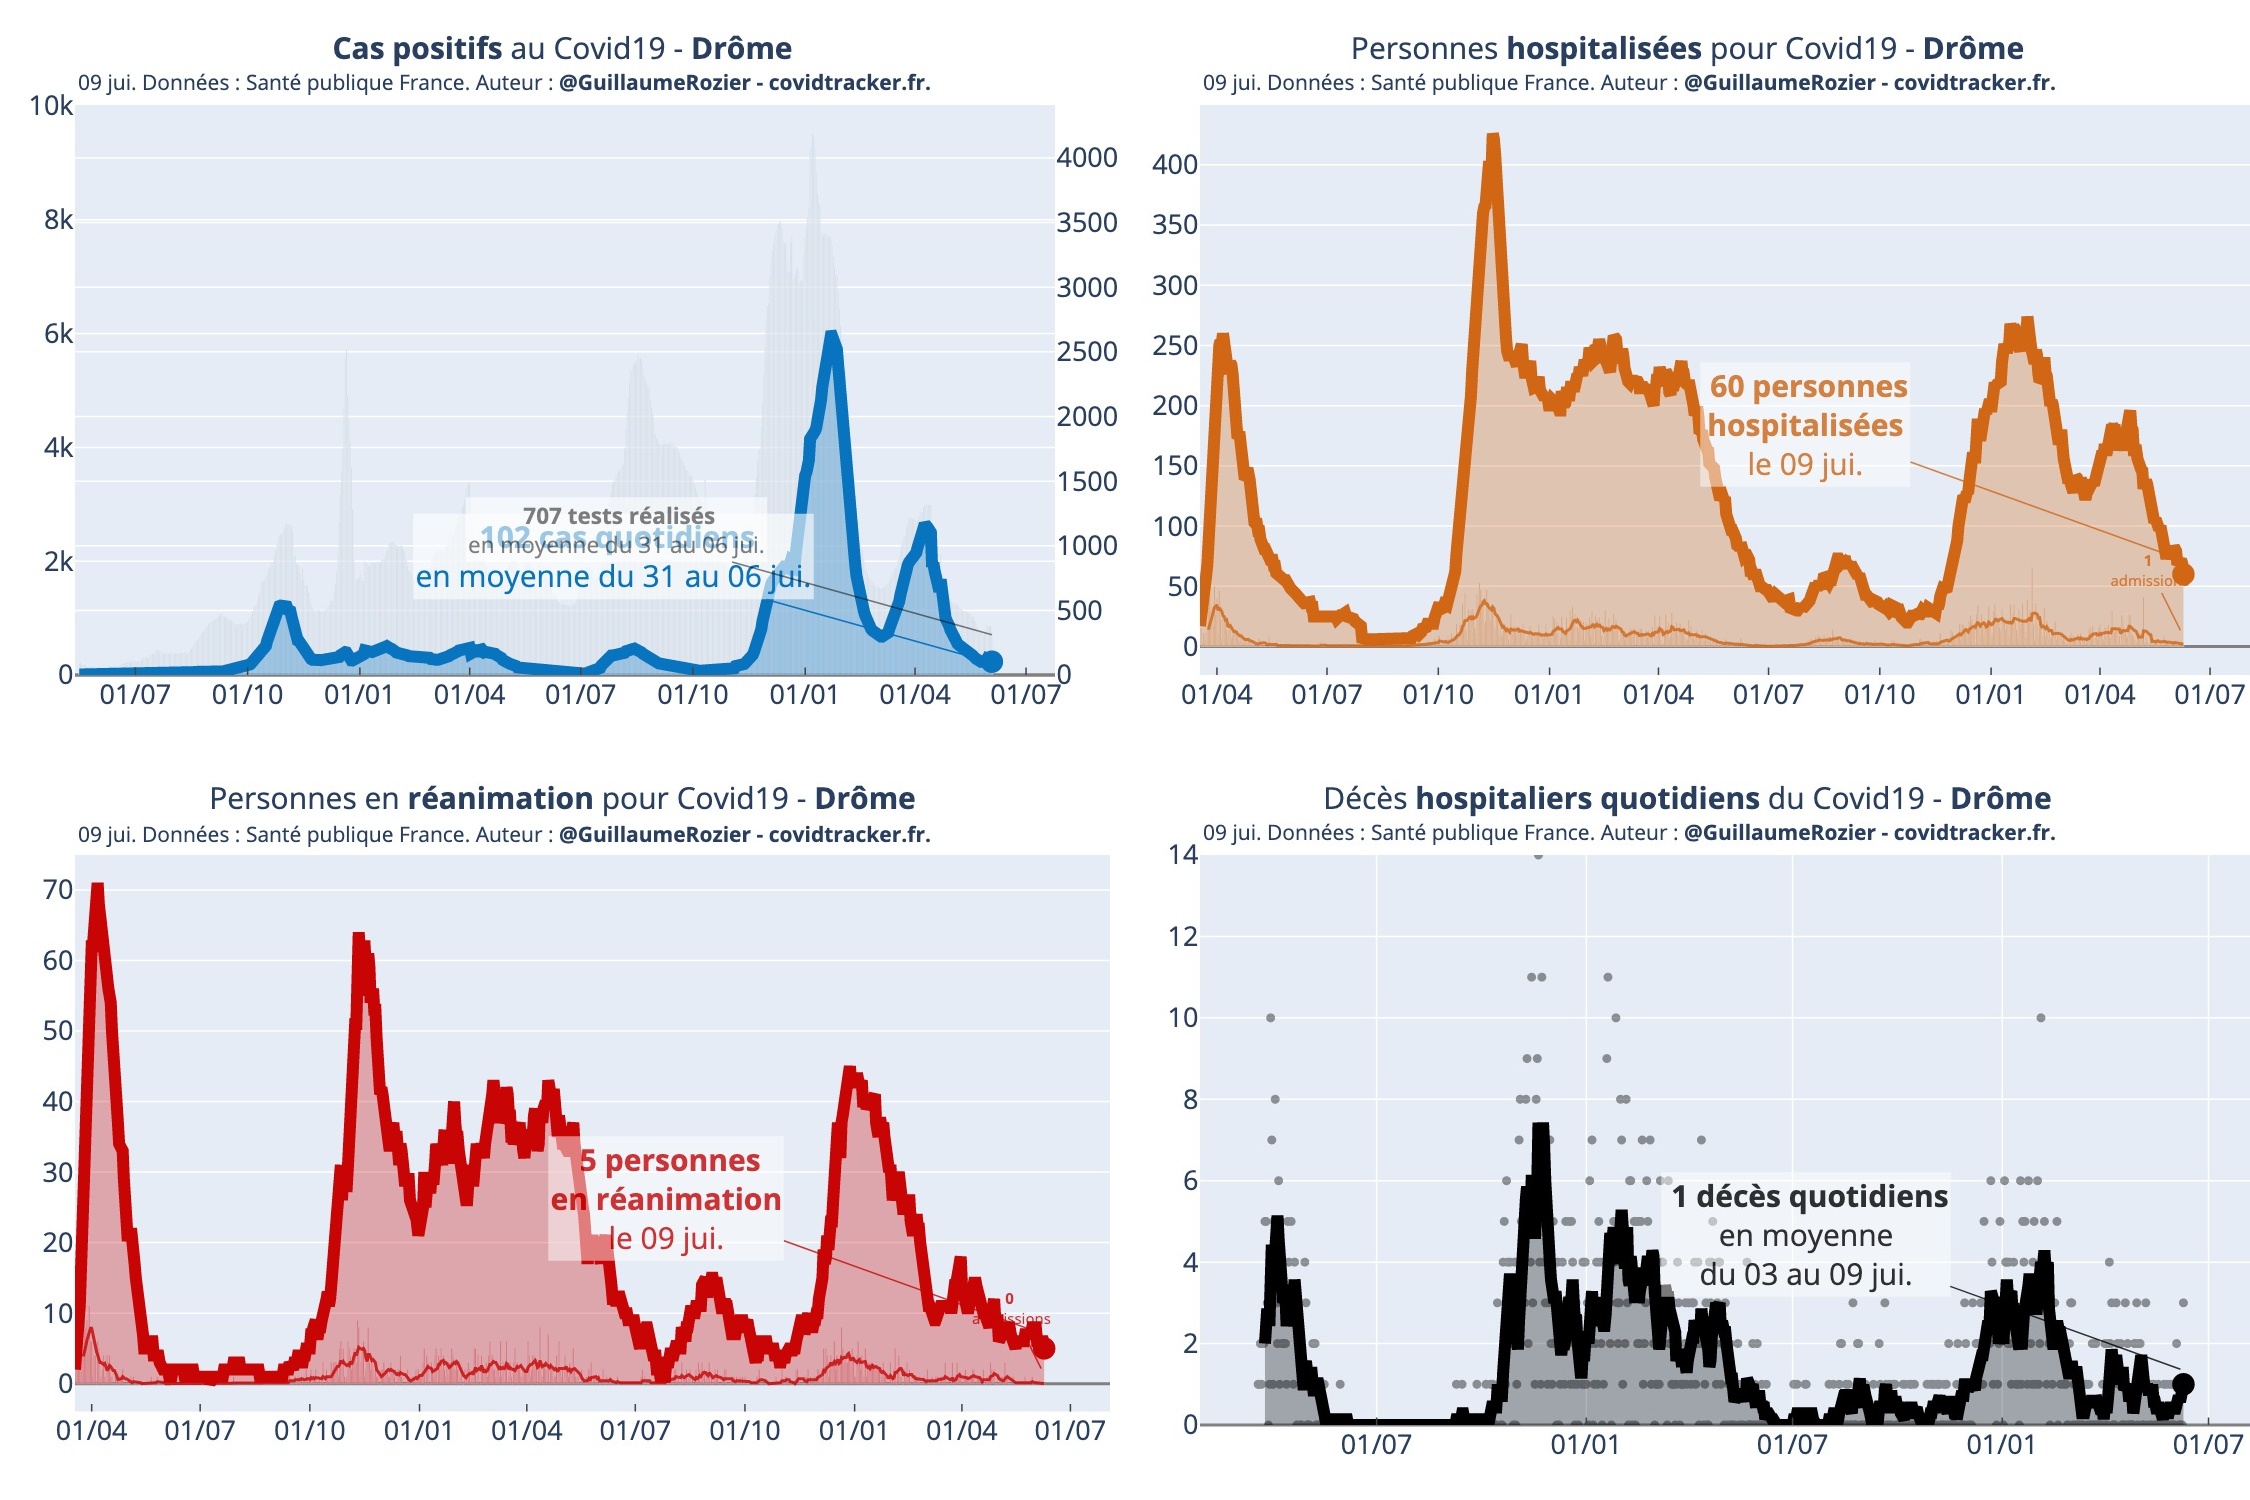 Cas positifs au Covid19 - Drôme
09 jui. Données : Santé publique France. Auteur : @GuillaumeRozier - covidtracker.fr.
10k
8k
6k
4k
2k
0
4000
3500
3000
2500
2000
1500
1000
500
0
707 tests réalisés
102 cas quotidiens
en moyenne du 31 au 06 jui.
en moyenne du 31 au 06 jui.
01/07 01/10 01/01 01/04 01/07 01/10 01/01 01/04 01/07
Personnes hospitalisées pour Covid19 - Drôme
09 jui. Données : Santé publique France. Auteur : @GuillaumeRozier - covidtracker.fr.
400
350
300
250
200
150
100
50
0
60 personnes
hospitalisées
le 09 jui.
1
admission
01/04 01/07 01/10 01/01 01/04 01/07 01/10 01/01 01/04 01/07
Personnes en réanimation pour Covid19 - Drôme
09 jui. Données : Santé publique France. Auteur : @GuillaumeRozier - covidtracker.fr.
70
60
50
40
30
20
10
0
5 personnes
en réanimation
le 09 jui.
0
admissions
01/04 01/07 01/10 01/01 01/04 01/07 01/10 01/01 01/04 01/07
Décès hospitaliers quotidiens du Covid19 - Drôme
09 jui. Données : Santé publique France. Auteur : @GuillaumeRozier - covidtracker.fr.
14
12
10
8
6
4
2
0
1 décès quotidiens
en moyenne
du 03 au 09 jui.
01/07 01/01 01/07 01/01 01/07